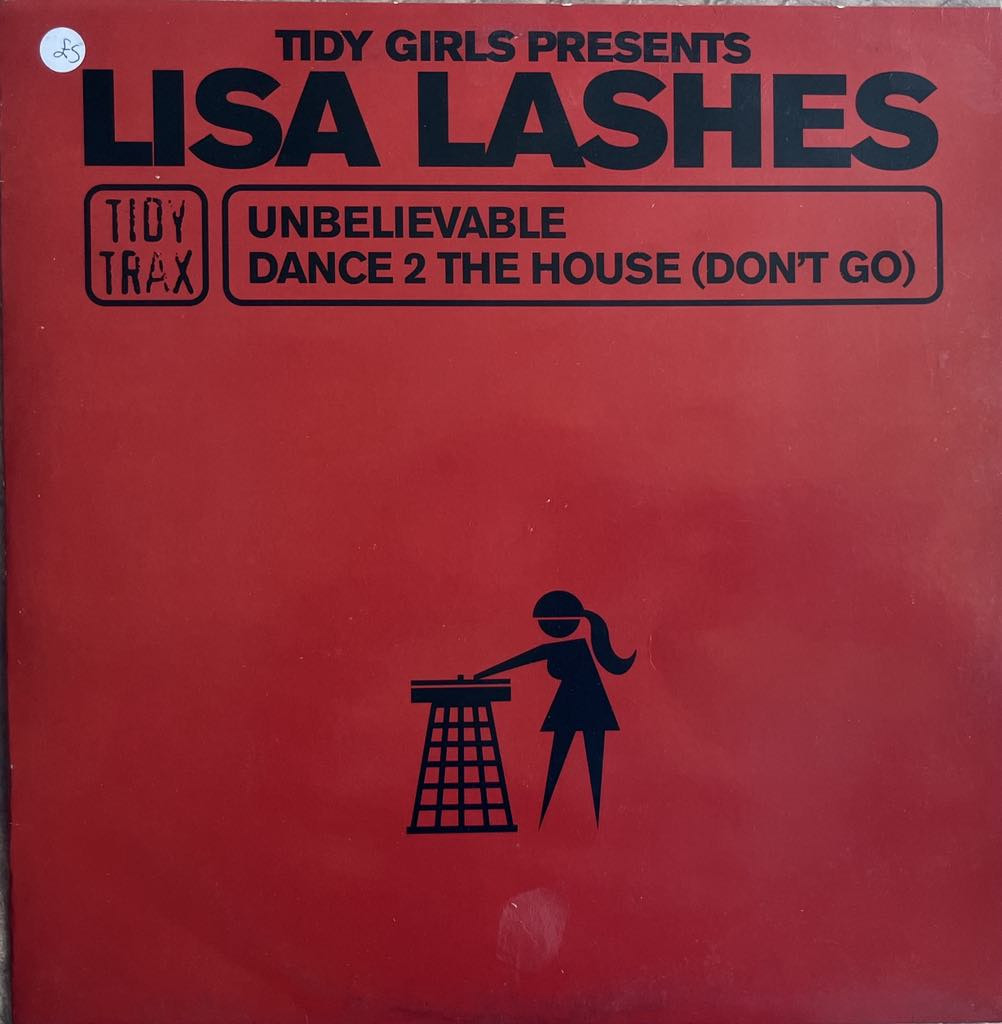 £5
TIDY GIRLS PRESENTS
LISA LASHES
TIDY
TRAX
UNBELIEVABLE
DANCE 2 THE HOUSE (DON'T GO)